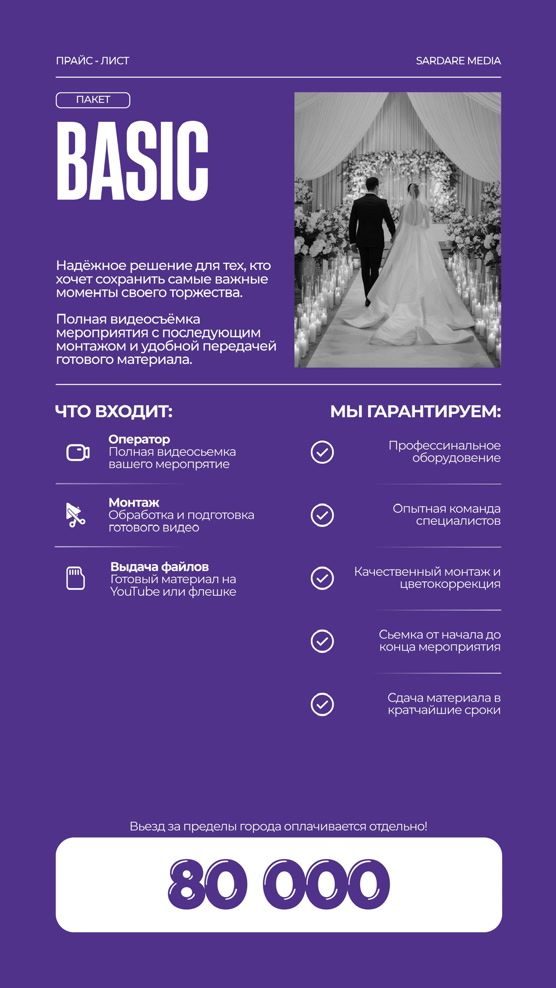 ПРАЙС - ЛИСТ
SARDARE MEDIA
ПАКЕТ
BASIC
Надёжное решение для тех, кто
хочет сохранить самые важные
моменты своего торжества.
Полная видеосъёмка
мероприятия с последующим
монтажом и удобной передачей
готового материала.
ЧТО ВХОДИТ:
Оператор
Полная видеосьемка
вашего меропрятие
Монтаж
Обработка и подготовка
готового видео
Выдача файлов
Готовый материал на
YouTube или флешке
МЫ ГАРАНТИРУЕМ:
Профессинальное
оборудовение
Опытная команда
специалистов
Качественный монтаж и
цветокоррекция
Сьемка от начала до
конца мероприятия
Сдача материала в
кратчайшие сроки
Вьезд за пределы города оплачивается отдельно!
80 000